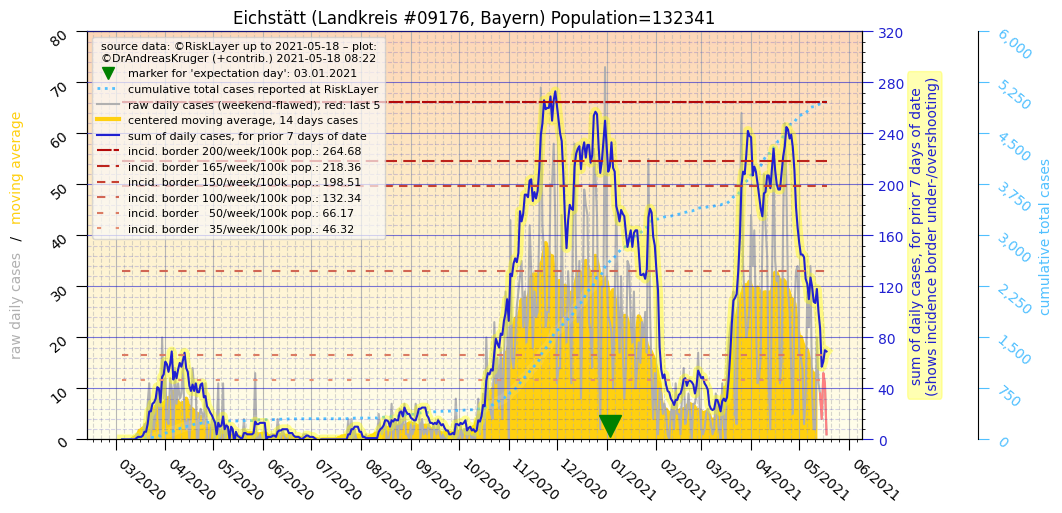 Eichstätt (Landkreis #09176, Bayern) Population=132341
source data: ©RiskLayer up to 2021-05-18 – plot:
©DrAndreasKruger (+contrib.) 2021-05-18 08:22
marker for 'expectation day': 03.01.2021
cumulative total cases reported at RiskLayer
raw daily cases (weekend-flawed), red: last 5
centered moving average, 14 days cases
sum of daily cases, for prior 7 days of date
incid. border 200/week/100k pop.: 264.68
incid. border 165/week/100k pop.: 218.36
incid. border 150/week/100k pop.: 198.51
incid. border 100/week/100k pop.: 132.34
incid. border 50/week/100k pop.: 66.17
incid. border 35/week/100k pop.: 46.32
raw daily cases / moving average
80
70
60
50
40
30
20
10
0
03/2020
04/2020
05/2020
06/2020
07/2020
08/2020
09/2020
10/2020
11/2020
12/2020
01/2021
02/2021
03/2021
04/2021
05/2021
06/2021
320
280
240
200
160
120
80
40
0
sum of daily cases, for prior 7 days of date
(shows incidence border under-/overshooting)
6,000
5,250
4,500
3,750
3,000
2,250
1,500
750
0
cumulative total cases